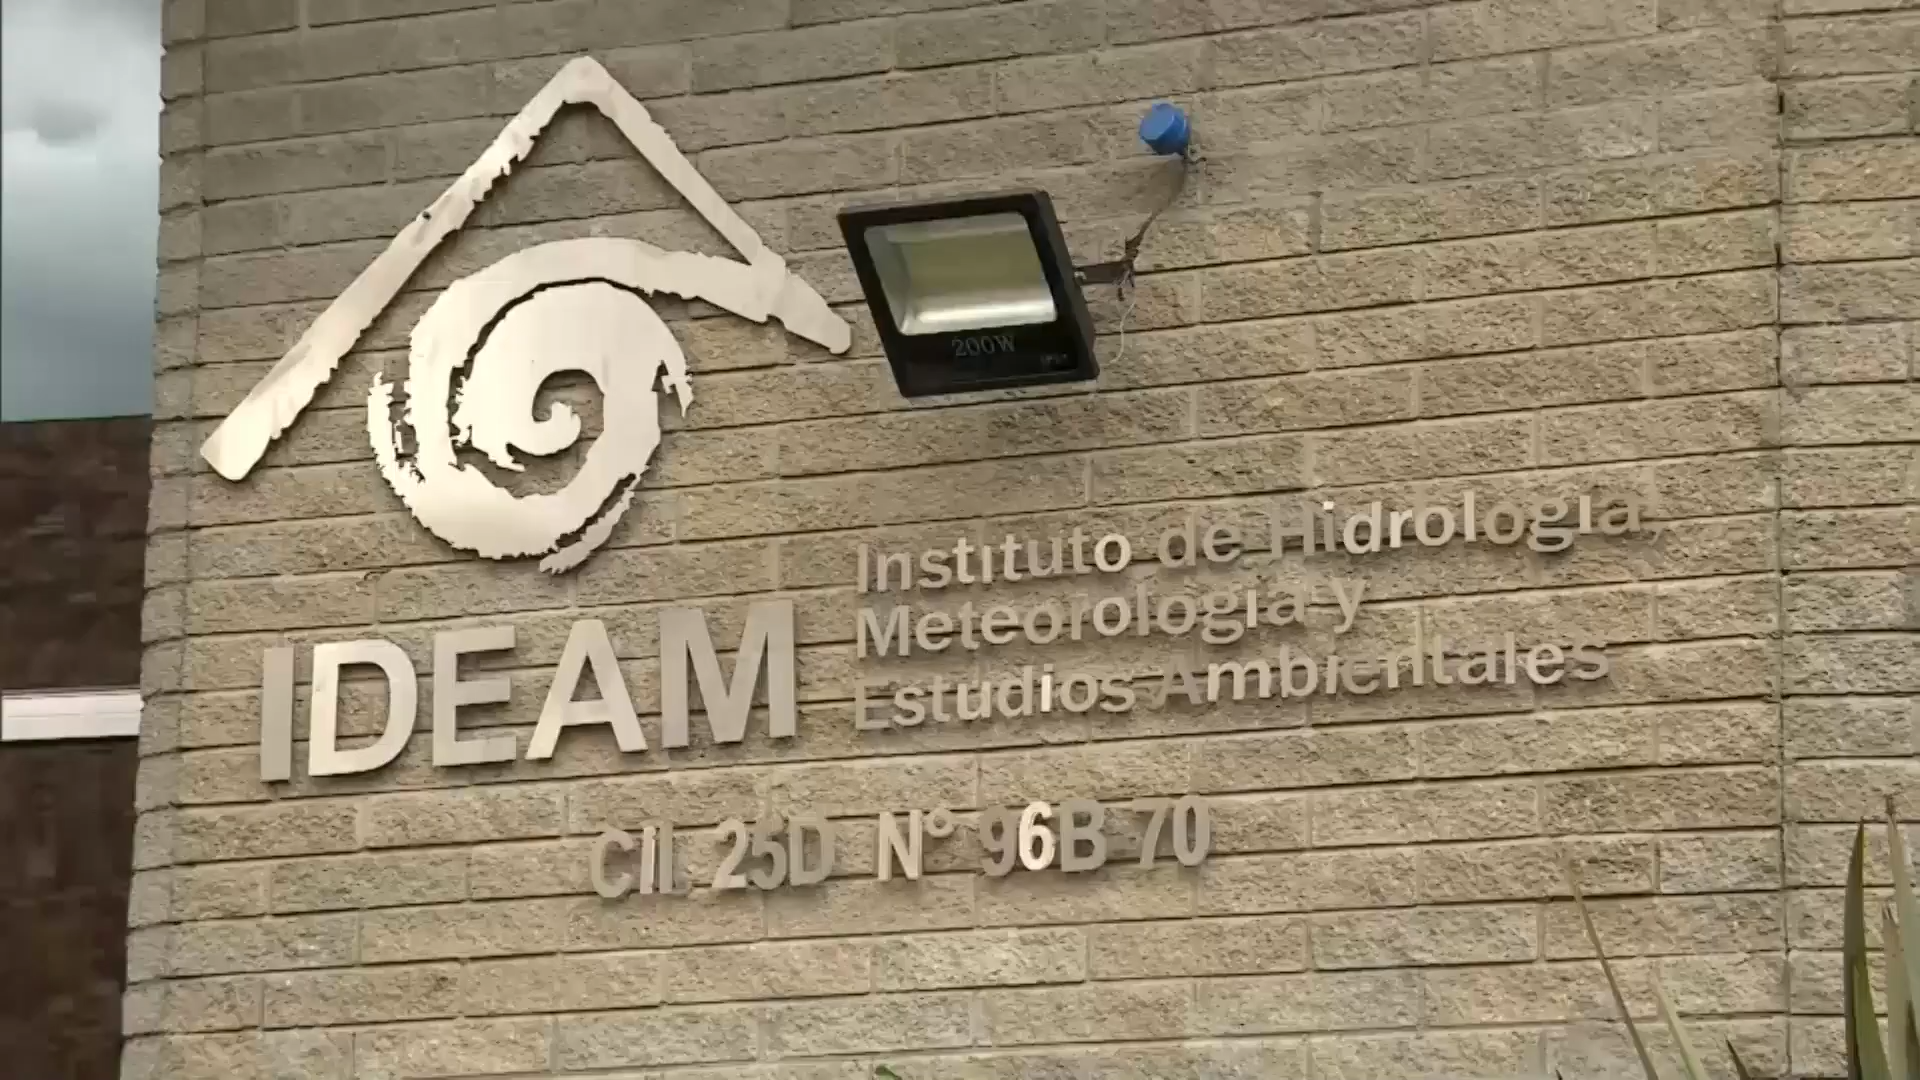 200W
Instituto de Hidrología,
Meteorología y
Estudios Ambientales
IDEAM
Cll. 25D N° 96B-70